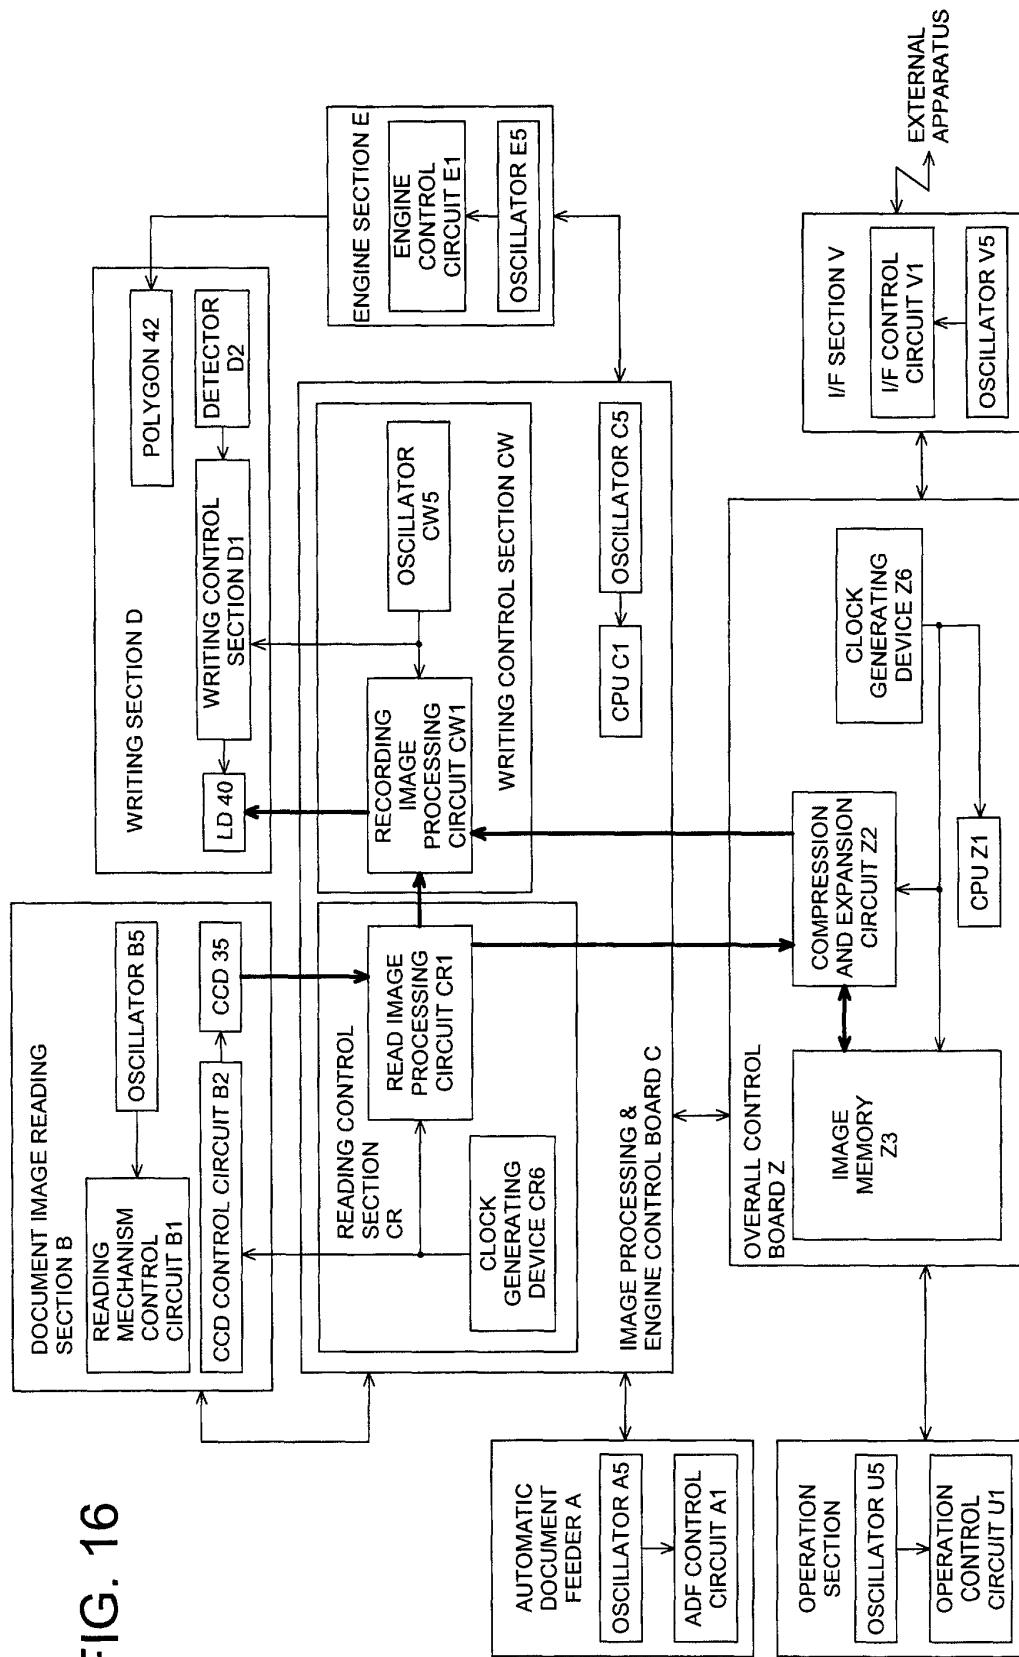 FIG. 16
DOCUMENT IMAGE READING
SECTION B
READING
MECHANISM
CONTROL
CIRCUIT B1
OSCILLATOR B5
CCD CONTROL CIRCUIT B2
CCD 35
WRITING SECTION D
LD 40
WRITING CONTROL
SECTION D1
POLYGON 42
DETECTOR
D2
ENGINE SECTION E
ENGINE
CONTROL
CIRCUIT E1
OSCILLATOR E5
READING CONTROL
SECTION
CR
READ IMAGE
PROCESSING
CIRCUIT CR1
CLOCK
GENERATING
DEVICE CR6
RECORDING
IMAGE
PROCESSING
CIRCUIT CW1
OSCILLATOR
CW5
WRITING CONTROL SECTION CW
IMAGE PROCESSING &
ENGINE CONTROL BOARD C
CPU C1
OSCILLATOR C5
AUTOMATIC
DOCUMENT
FEEDER A
OSCILLATOR A5
ADF CONTROL
CIRCUIT A1
OPERATION
SECTION
OSCILLATOR U5
OPERATION
CONTROL
CIRCUIT U1
OVERALL CONTROL
BOARD Z
IMAGE
MEMORY
Z3
COMPRESSION
AND EXPANSION
CIRCUIT Z2
CLOCK
GENERATING
DEVICE Z6
CPU Z1
I/F SECTION V
I/F CONTROL
CIRCUIT V1
OSCILLATOR V5
EXTERNAL
APPARATUS